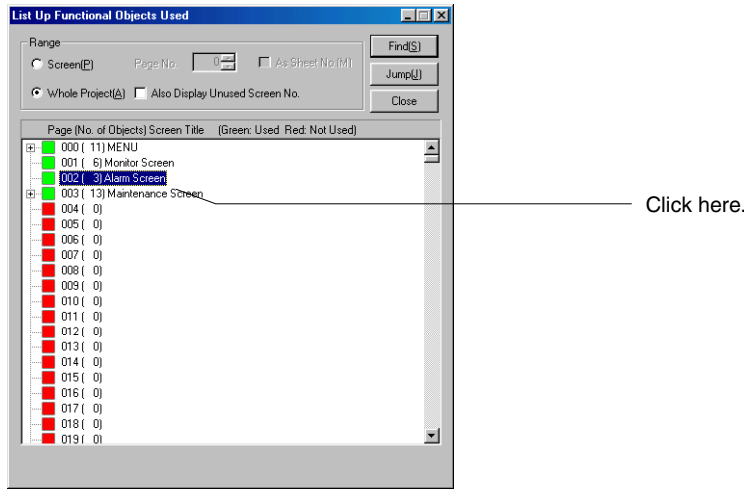 List Up Functional Objects Used
Range
Screen(P) Page No. 0 As Sheet No.(M)
Whole Project(A) Also Display Unused Screen No.
Find(S)
Jump(J)
Close
Page (No. of Objects) Screen Title (Green: Used Red: Not Used)
000 ( 11) MENU
001 ( 6) Monitor Screen
002 ( 3) Alarm Screen
003 ( 13) Maintenance Screen
Click here.
004 ( 0)
005 ( 0)
006 ( 0)
007 ( 0)
008 ( 0)
009 ( 0)
010 ( 0)
011 ( 0)
012 ( 0)
013 ( 0)
014 ( 0)
015 ( 0)
016 ( 0)
017 ( 0)
018 ( 0)
019 ( 0)